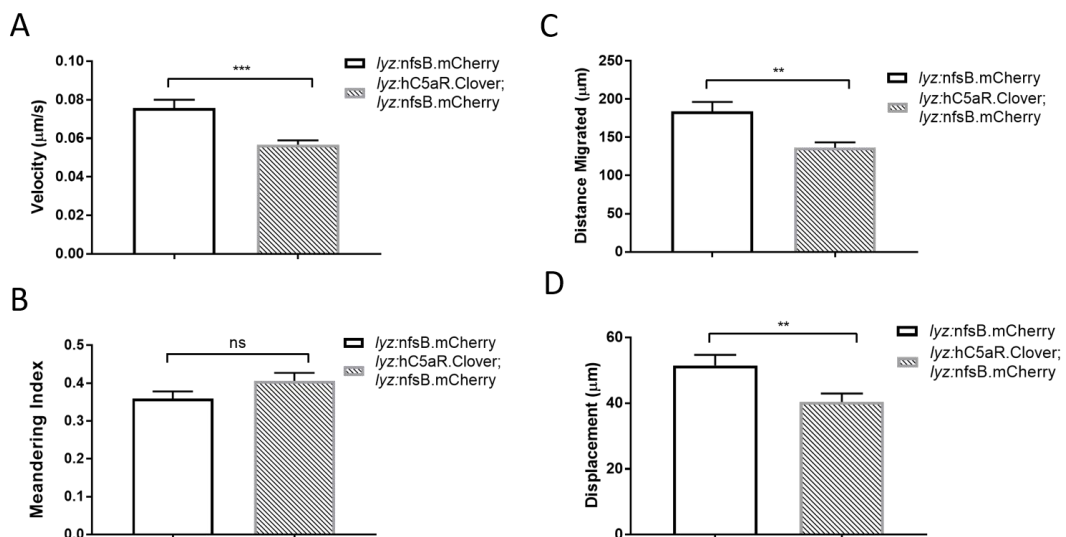 A
Velocity (μm/s)
0.10
0.08
0.06
0.04
0.02
0.00
***
lyz:nfsB.mCherry
lyz:hC5aR.Clover;
lyz:nfsB.mCherry
B
Meandering Index
0.5
0.4
0.3
0.2
0.1
0.0
ns
lyz:nfsB.mCherry
lyz:hC5aR.Clover;
lyz:nfsB.mCherry
C
Distance Migrated (μm)
250
200
150
100
50
0
**
lyz:nfsB.mCherry
lyz:hC5aR.Clover;
lyz:nfsB.mCherry
D
Displacement (μm)
60
40
20
0
**
lyz:nfsB.mCherry
lyz:hC5aR.Clover;
lyz:nfsB.mCherry